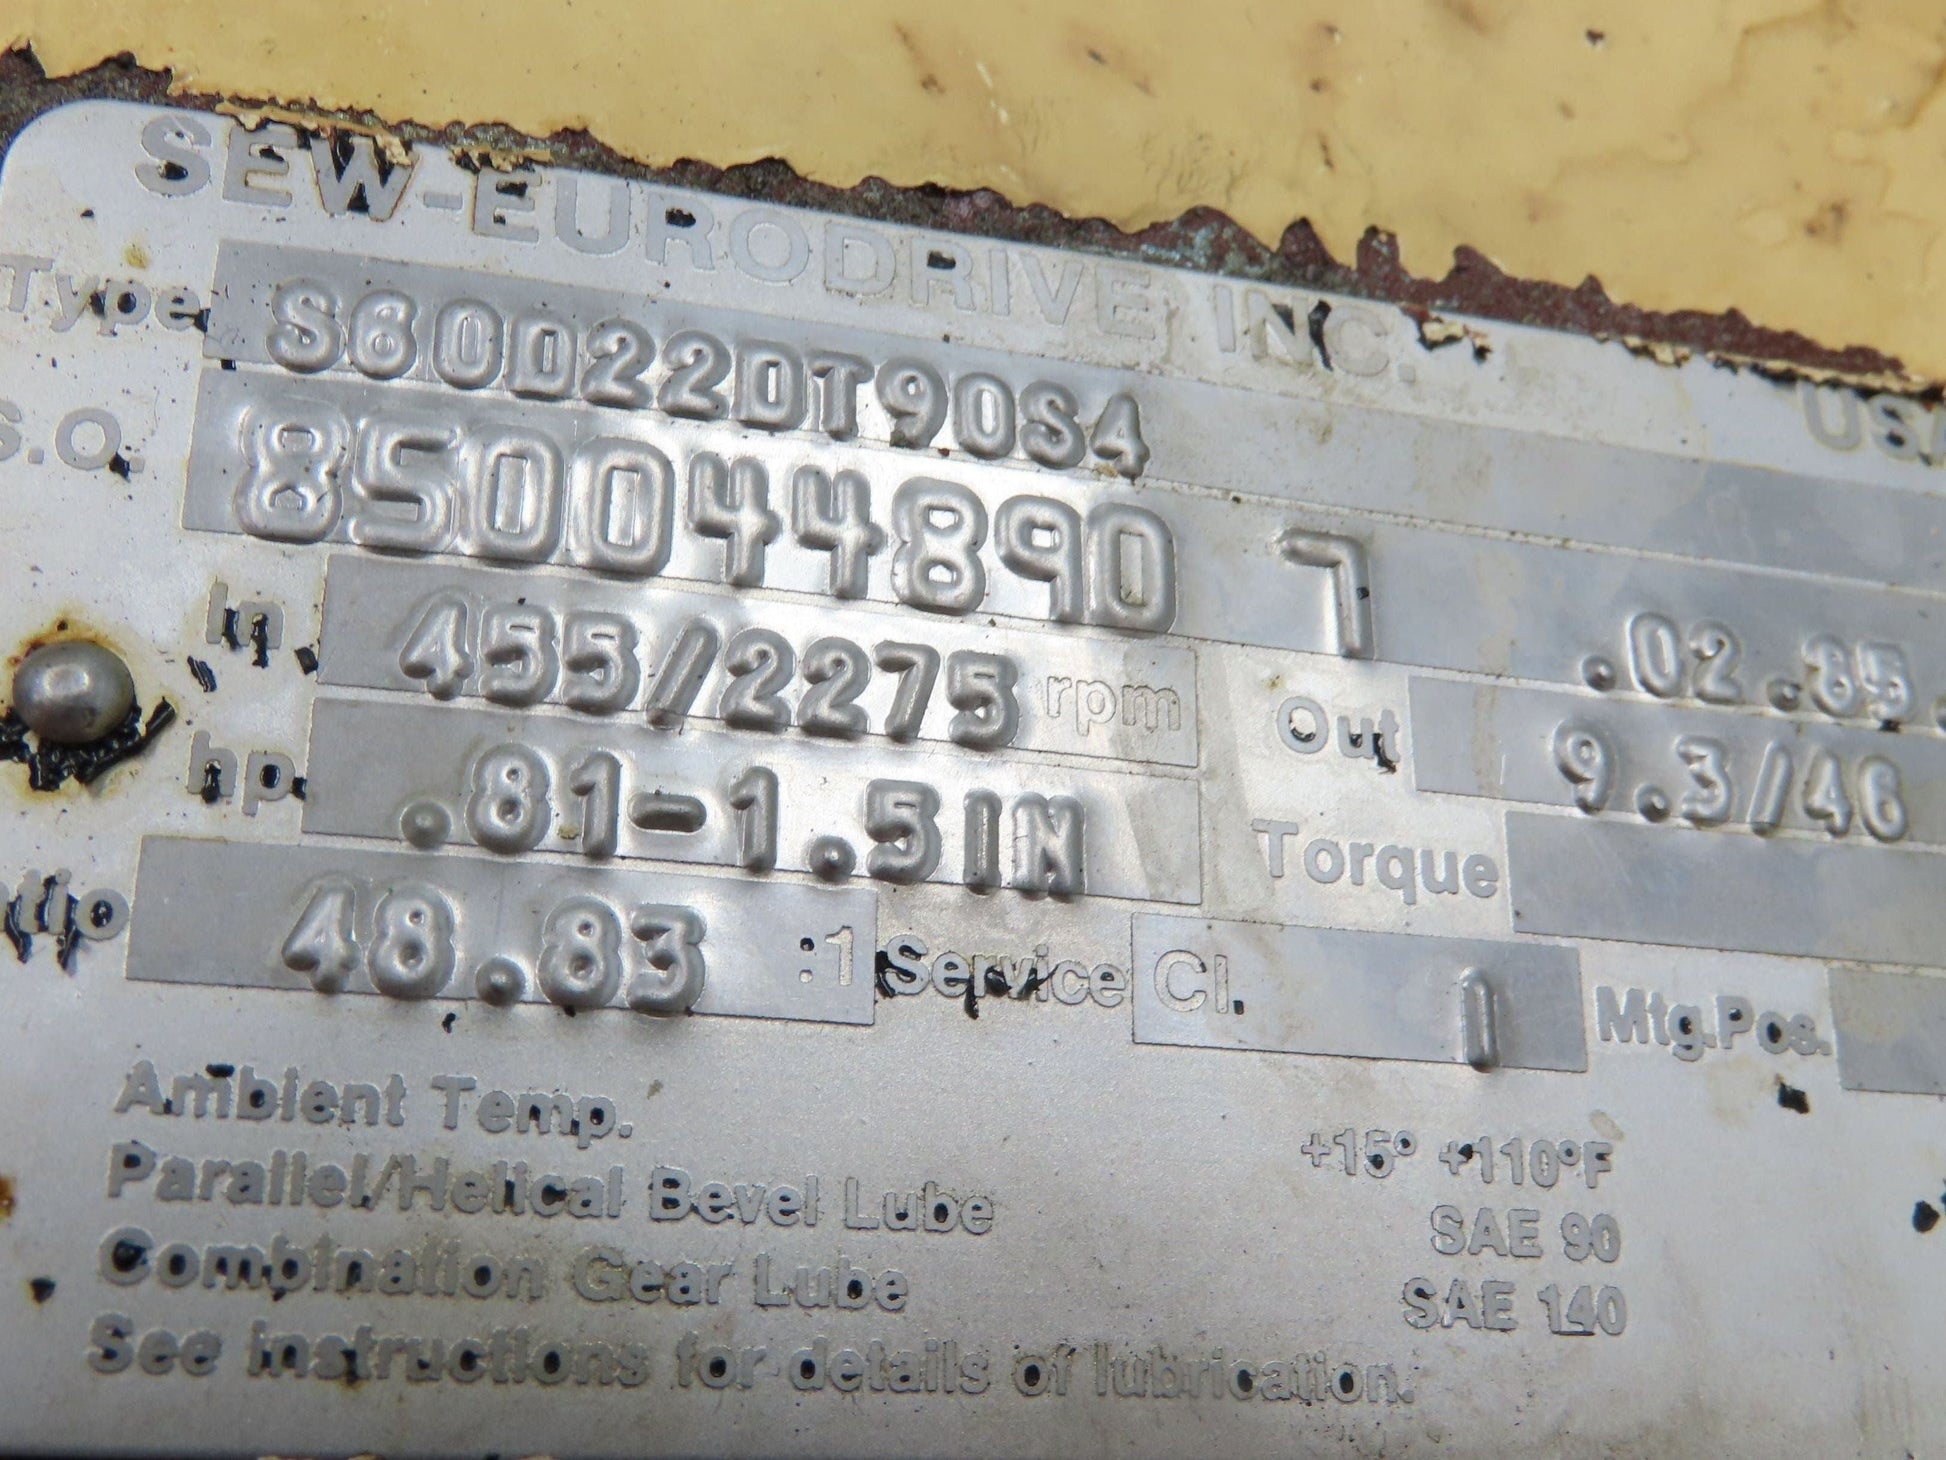 SEW-EURODRIVE INC. USA
Type S60D22DT90S4
S.O. 850044890 7 .02.85.
In 455/2275 rpm Out 9.3/46
hp. .81-1.5IN Torque
atio 48.83 :1 Service Cl. 1 Mtg.Pos.
Ambient Temp. +15° +110°F
Parallel/Helical Bevel Lube SAE 90
Combination Gear Lube SAE 140
See instructions for details of lubrication.